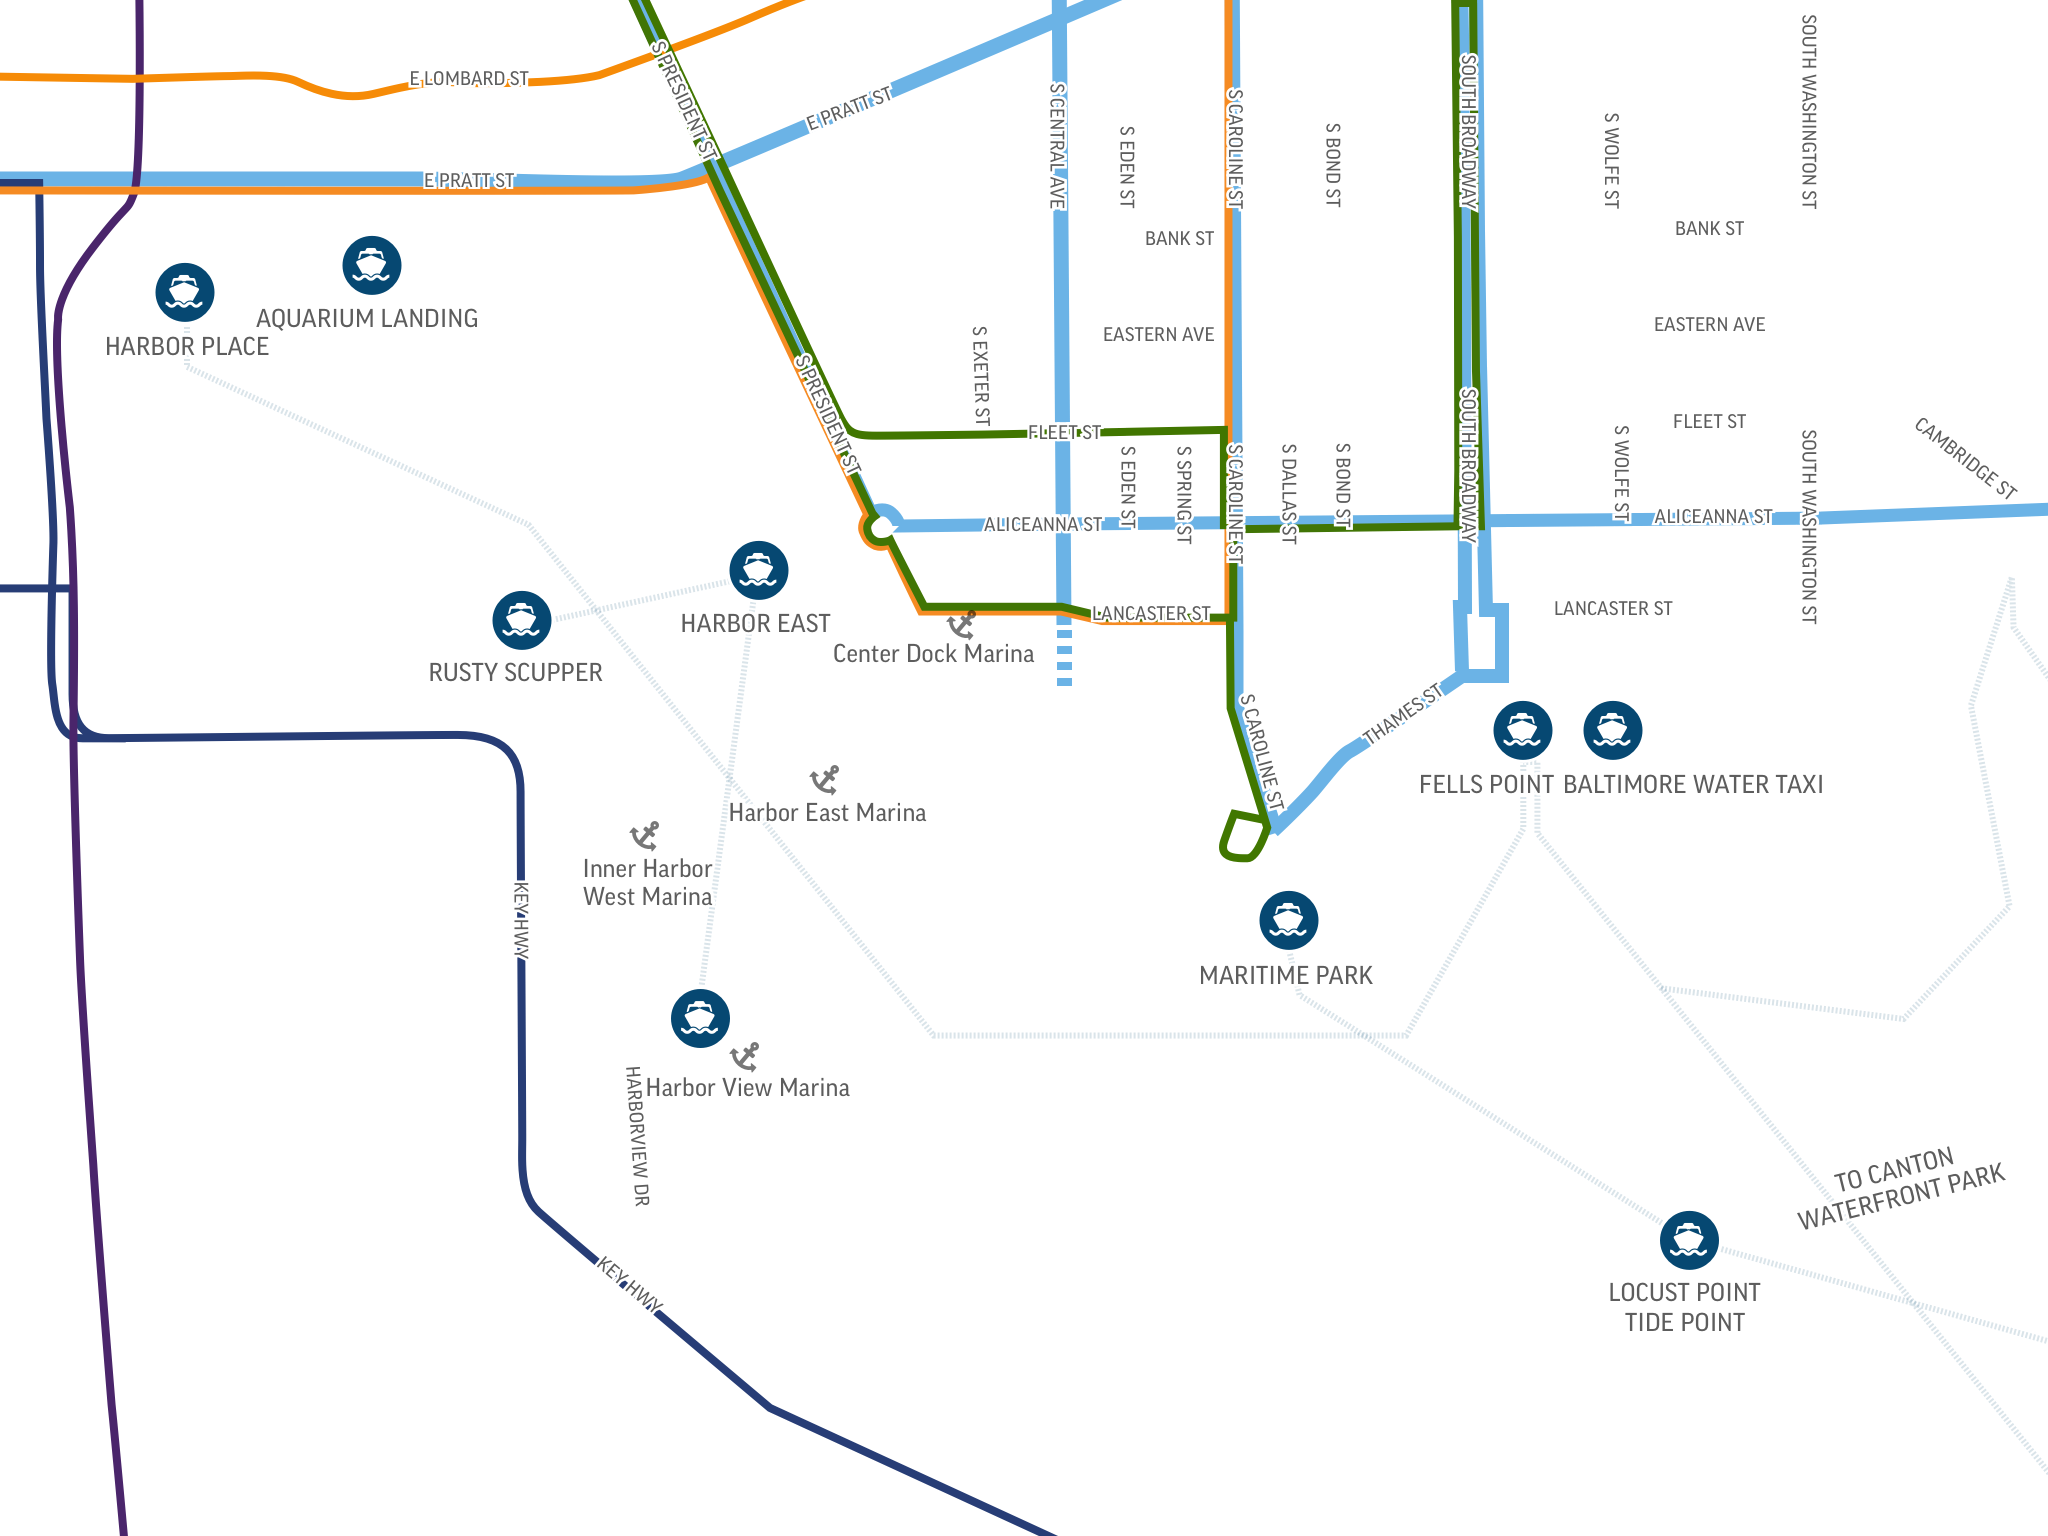 E LOMBARD ST
S PRESIDENT ST
E PRATT ST
E PRATT ST
S CENTRAL AVE
S EDEN ST
S CAROLINE ST
S BOND ST
SOUTH BROADWAY
S WOLFE ST
SOUTH WASHINGTON ST
BANK ST
BANK ST
HARBOR PLACE
AQUARIUM LANDING
S EXETER ST
EASTERN AVE
EASTERN AVE
S PRESIDENT ST
FLEET ST
FLEET ST
S EDEN ST
S SPRING ST
S CAROLINE ST
S DALLAS ST
S BOND ST
SOUTH BROADWAY
S WOLFE ST
SOUTH WASHINGTON ST
CAMBRIDGE ST
ALICEANNA ST
ALICEANNA ST
LANCASTER ST
LANCASTER ST
HARBOR EAST
RUSTY SCUPPER
Center Dock Marina
S CAROLINE ST
THAMES ST
FELLS POINT
BALTIMORE WATER TAXI
Harbor East Marina
Inner Harbor
West Marina
KEY HWY
MARITIME PARK
Harbor View Marina
HARBORVIEW DR
TO CANTON
WATERFRONT PARK
KEY HWY
LOCUST POINT
TIDE POINT